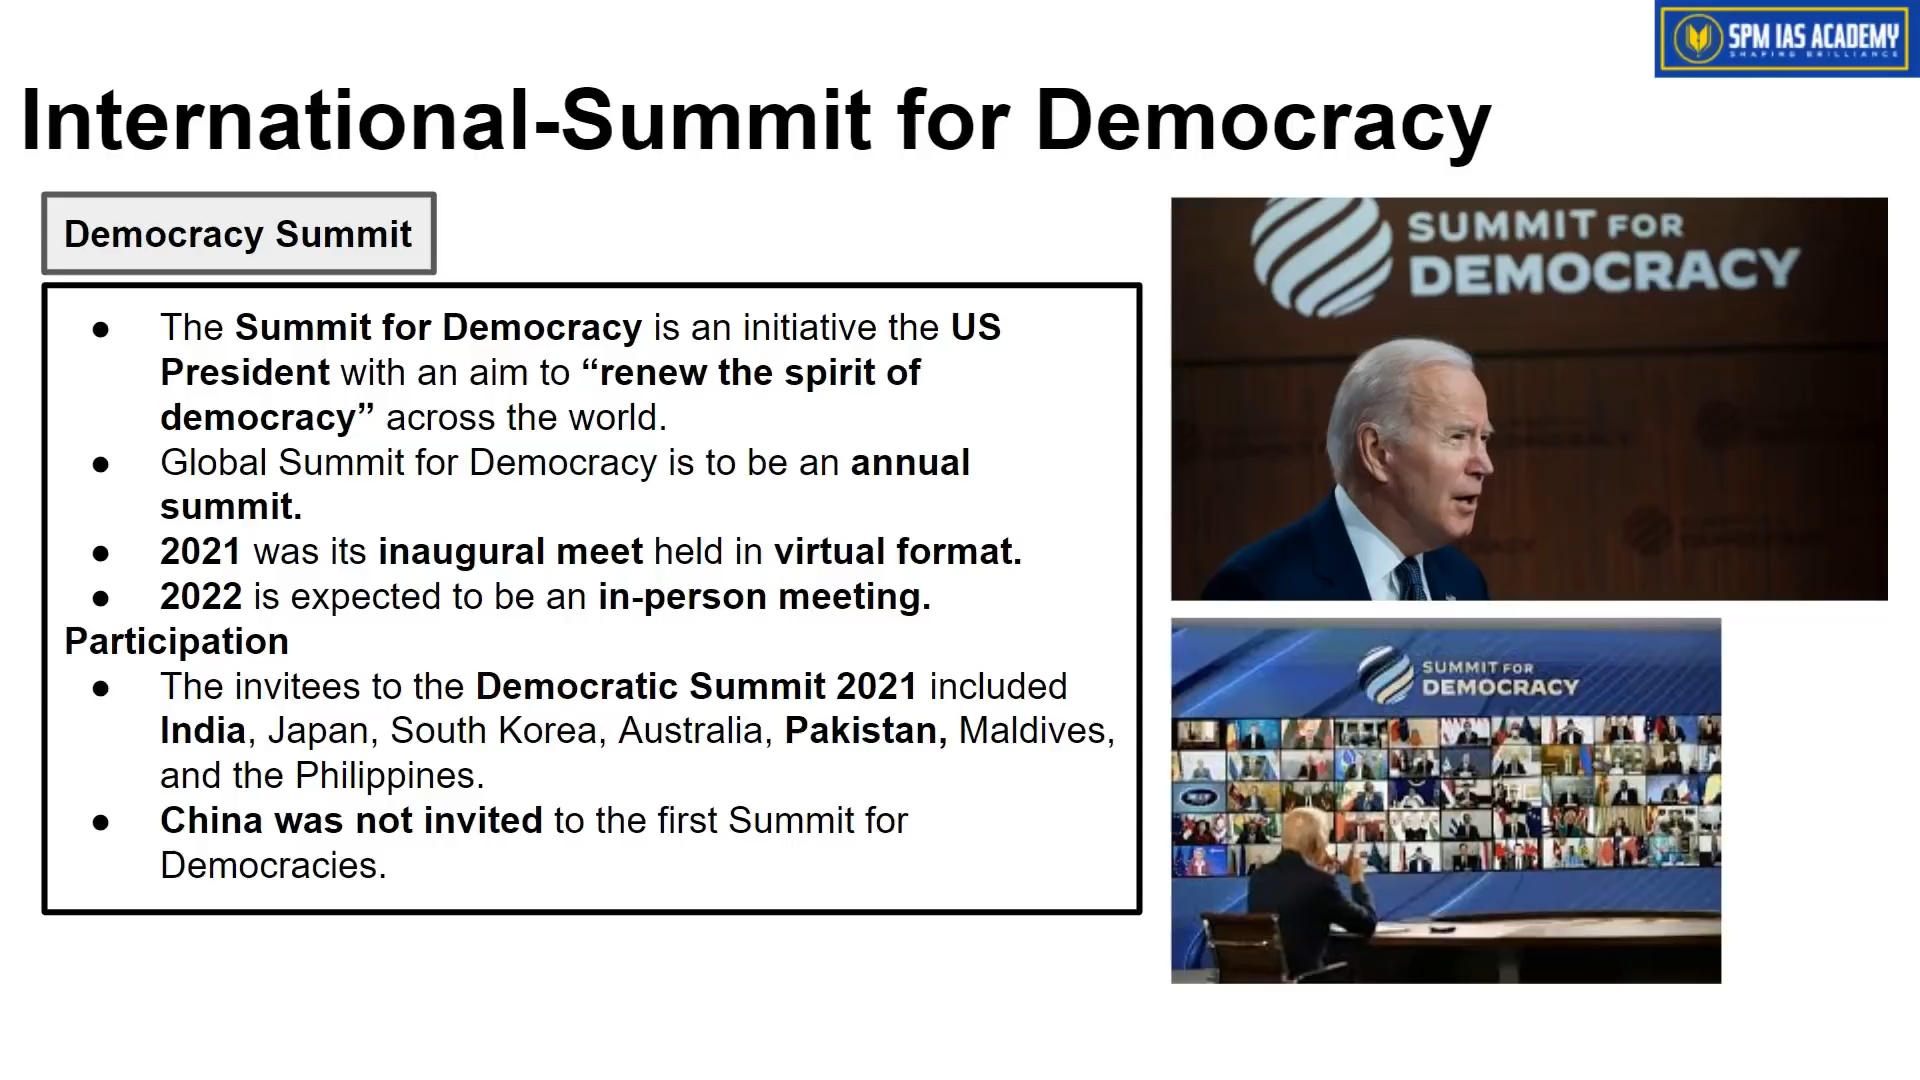 SPM IAS ACADEMY
SHAPING BRILLIANCE
International-Summit for Democracy
Democracy Summit
● The Summit for Democracy is an initiative the US
President with an aim to “renew the spirit of
democracy” across the world.
● Global Summit for Democracy is to be an annual
summit.
● 2021 was its inaugural meet held in virtual format.
● 2022 is expected to be an in-person meeting.
Participation
● The invitees to the Democratic Summit 2021 included
India, Japan, South Korea, Australia, Pakistan, Maldives,
and the Philippines.
● China was not invited to the first Summit for
Democracies.
SUMMIT FOR
DEMOCRACY
SUMMIT FOR
DEMOCRACY